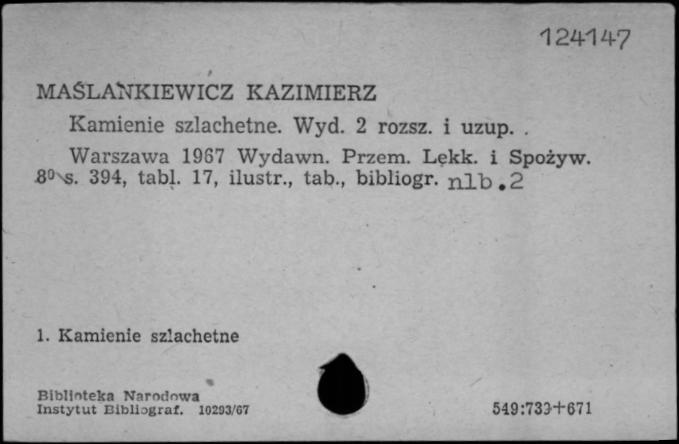 124147
MAŚLANKIEWICZ KAZIMIERZ
Kamienie szlachetne. Wyd. 2 rozsz. i uzup.
Warszawa 1967 Wydawn. Przem. Lekk. i Spożyw.
8⁰ s. 394, tabl. 17, ilustr., tab., bibliogr. nlb.2
1. Kamienie szlachetne
Biblioteka Narodowa
Instytut Bibliograf. 10293/67
549:733+671